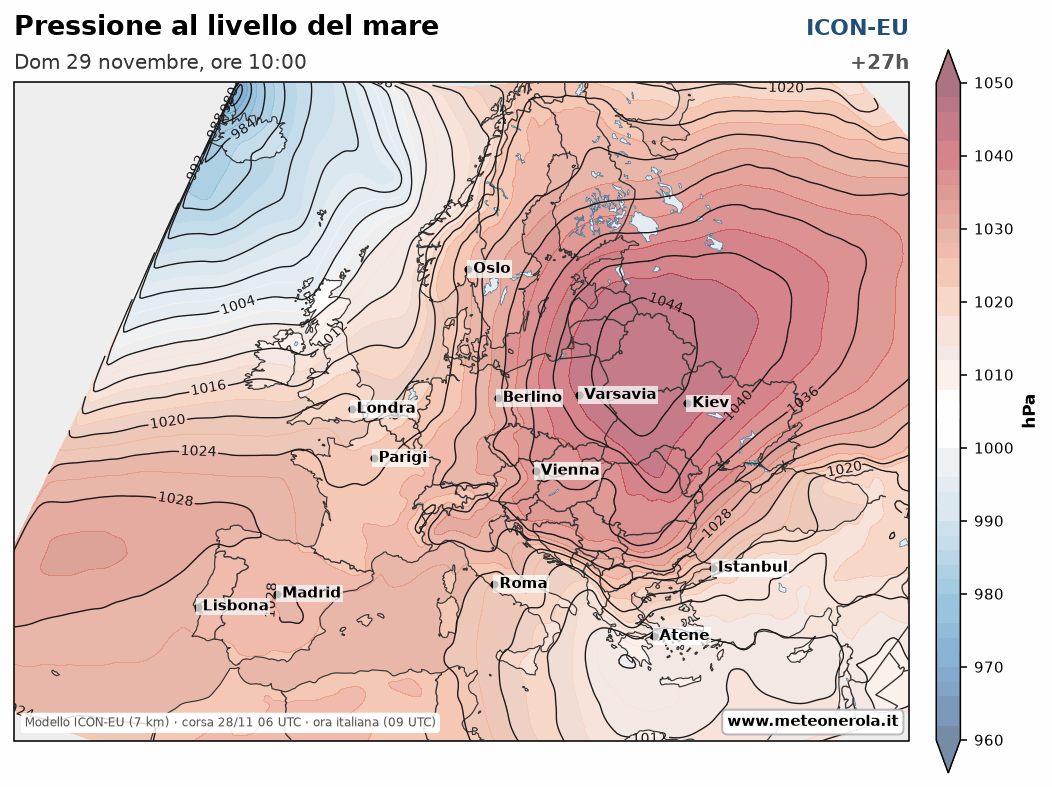 Pressione al livello del mare
ICON-EU
Dom 29 novembre, ore 10:00
+27h
1020
984
992
Oslo
1004
1044
1016
Londra
Berlino
Varsavia
Kiev
1040
1036
1020
1024
Parigi
Vienna
1020
1028
1028
Istanbul
Roma
Madrid
Lisbona
1028
Atene
1012
Modello ICON-EU (7 km) · corsa 28/11 06 UTC · ora italiana (09 UTC)
www.meteonerola.it
1050
1040
1030
1020
1010
1000
990
980
970
960
hPa